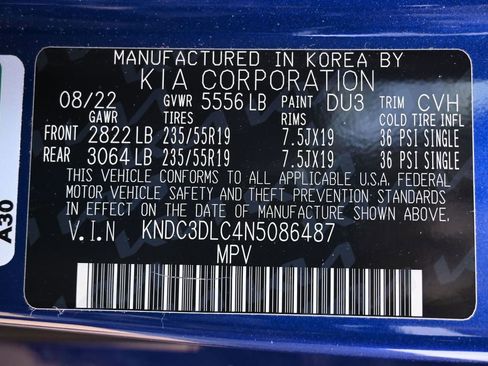 MANUFACTURED IN KOREA BY
KIA CORPORATION
08/22 GVWR 5556 LB PAINT DU3 TRIM CVH
GAWR TIRES RIMS COLD TIRE INFL
FRONT 2822 LB 235/55R19 7.5JX19 36 PSI SINGLE
REAR 3064 LB 235/55R19 7.5JX19 36 PSI SINGLE
THIS VEHICLE CONFORMS TO ALL APPLICABLE U.S.A. FEDERAL
MOTOR VEHICLE SAFETY AND THEFT PREVENTION STANDARDS
IN EFFECT ON THE DATE OF MANUFACTURE SHOWN ABOVE.
V.I.N KNDC3DLC4N5086487
MPV
A30